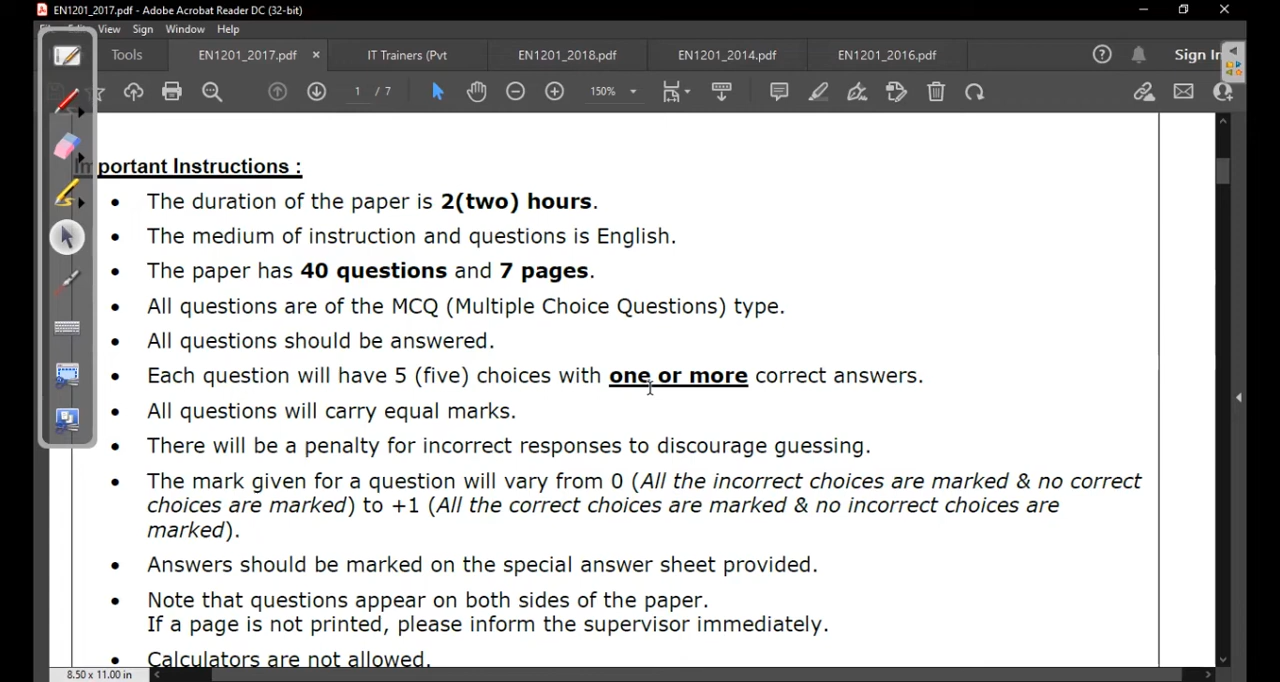 EN1201_2017.pdf - Adobe Acrobat Reader DC (32-bit)
View Sign Window Help
Tools EN1201_2017.pdf × IT Trainers (Pvt EN1201_2018.pdf EN1201_2014.pdf EN1201_2016.pdf Sign In
1 / 7 150%
Important Instructions :
• The duration of the paper is 2(two) hours.
• The medium of instruction and questions is English.
• The paper has 40 questions and 7 pages.
• All questions are of the MCQ (Multiple Choice Questions) type.
• All questions should be answered.
• Each question will have 5 (five) choices with one or more correct answers.
• All questions will carry equal marks.
• There will be a penalty for incorrect responses to discourage guessing.
• The mark given for a question will vary from 0 (All the incorrect choices are marked & no correct
choices are marked) to +1 (All the correct choices are marked & no incorrect choices are
marked).
• Answers should be marked on the special answer sheet provided.
• Note that questions appear on both sides of the paper.
If a page is not printed, please inform the supervisor immediately.
• Calculators are not allowed.
8.50 x 11.00 in